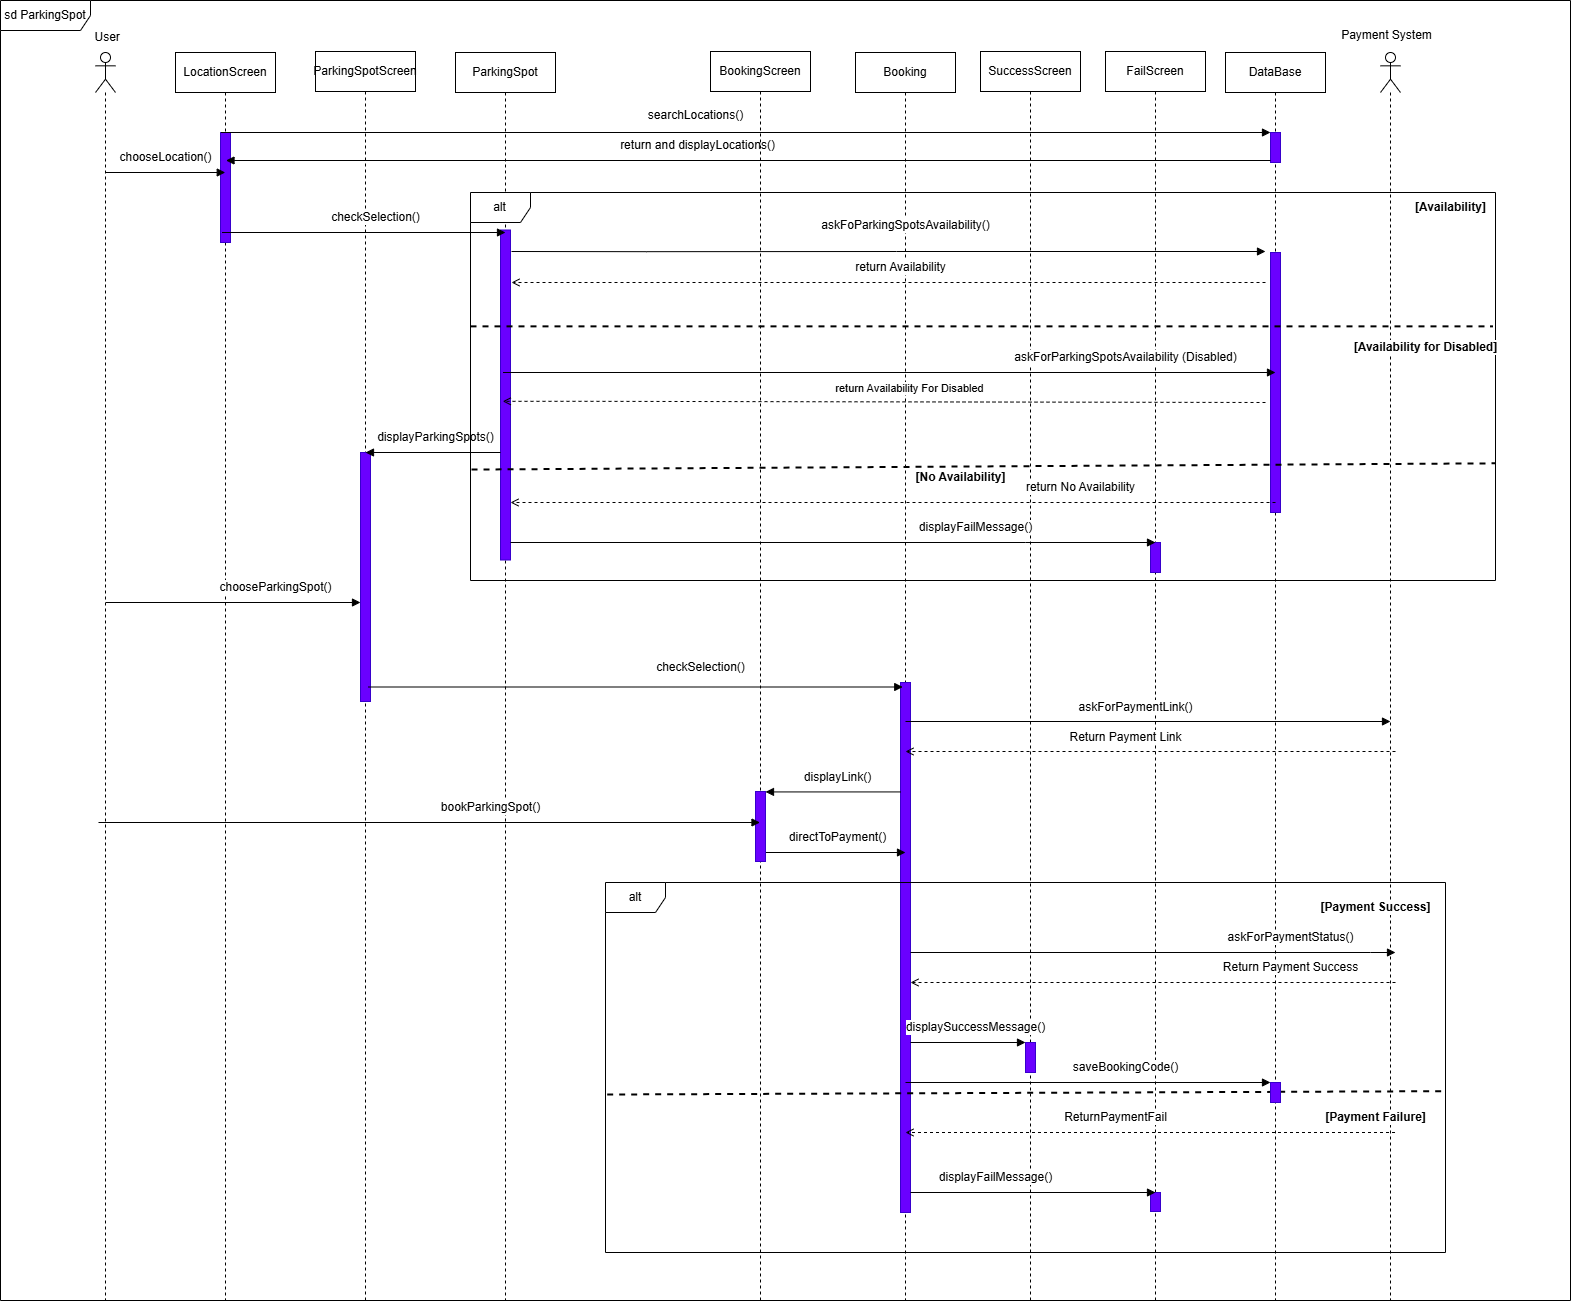 sd ParkingSpot
User
Payment System
LocationScreen
ParkingSpotScreen
ParkingSpot
BookingScreen
Booking
SuccessScreen
FailScreen
DataBase
searchLocations()
return and displayLocations()
chooseLocation()
alt
[Availability]
checkSelection()
askFoParkingSpotsAvailability()
return Availability
[Availability for Disabled]
askForParkingSpotsAvailability (Disabled)
return Availability For Disabled
displayParkingSpots()
[No Availability]
return No Availability
displayFailMessage()
chooseParkingSpot()
checkSelection()
askForPaymentLink()
Return Payment Link
displayLink()
bookParkingSpot()
directToPayment()
alt
[Payment Success]
askForPaymentStatus()
Return Payment Success
displaySuccessMessage()
saveBookingCode()
ReturnPaymentFail
[Payment Failure]
displayFailMessage()